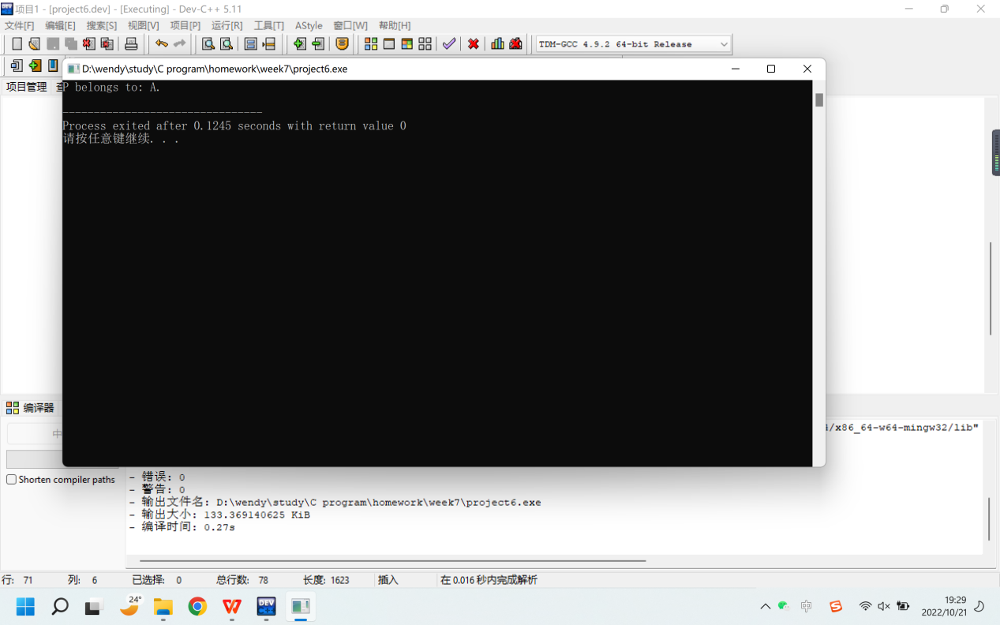 项目1 - [project6.dev] - [Executing] - Dev-C++ 5.11
文件[F] 编辑[E] 搜索[S] 视图[V] 项目[P] 运行[R] 工具[T] AStyle 窗口[W] 帮助[H]
TDM-GCC 4.9.2 64-bit Release
D:\wendy\study\C program\homework\week7\project6.exe
项目管理
P belongs to: A.
--------------------------------
Process exited after 0.1245 seconds with return value 0
请按任意键继续. . .
编译器
中
/x86_64-w64-mingw32/lib"
Shorten compiler paths
- 错误: 0
- 警告: 0
- 输出文件名: D:\wendy\study\C program\homework\week7\project6.exe
- 输出大小: 133.369140625 KiB
- 编译时间: 0.27s
行: 71 列: 6 已选择: 0 总行数: 78 长度: 1623 插入 在 0.016 秒内完成解析
24°
DEV
中
19:29
2022/10/21